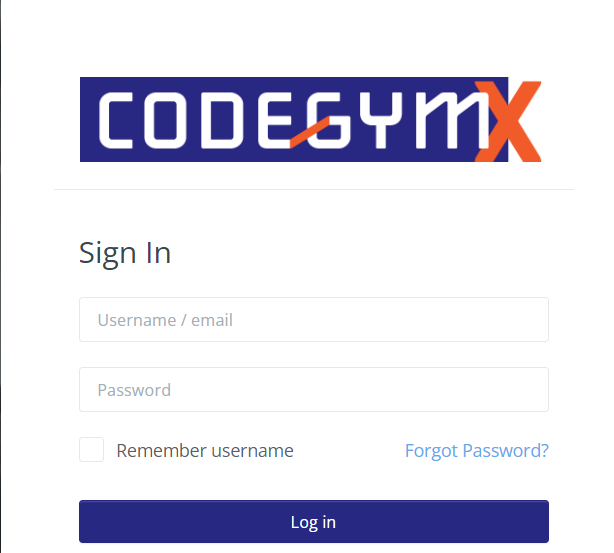 CODEGYMX
Sign In
Username / email
Password
Remember username
Forgot Password?
Log in